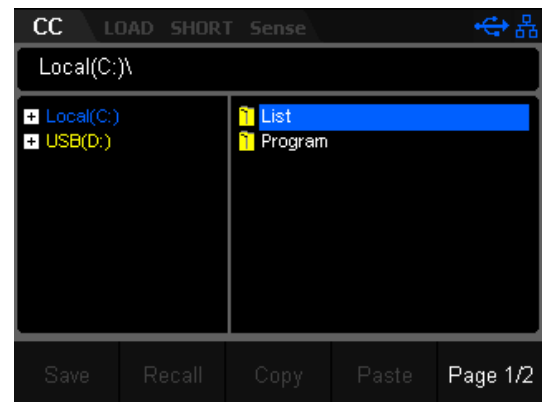 CC LOAD SHORT Sense
Local(C:)\
Local(C:)
USB(D:)
List
Program
Save Recall Copy Paste Page 1/2